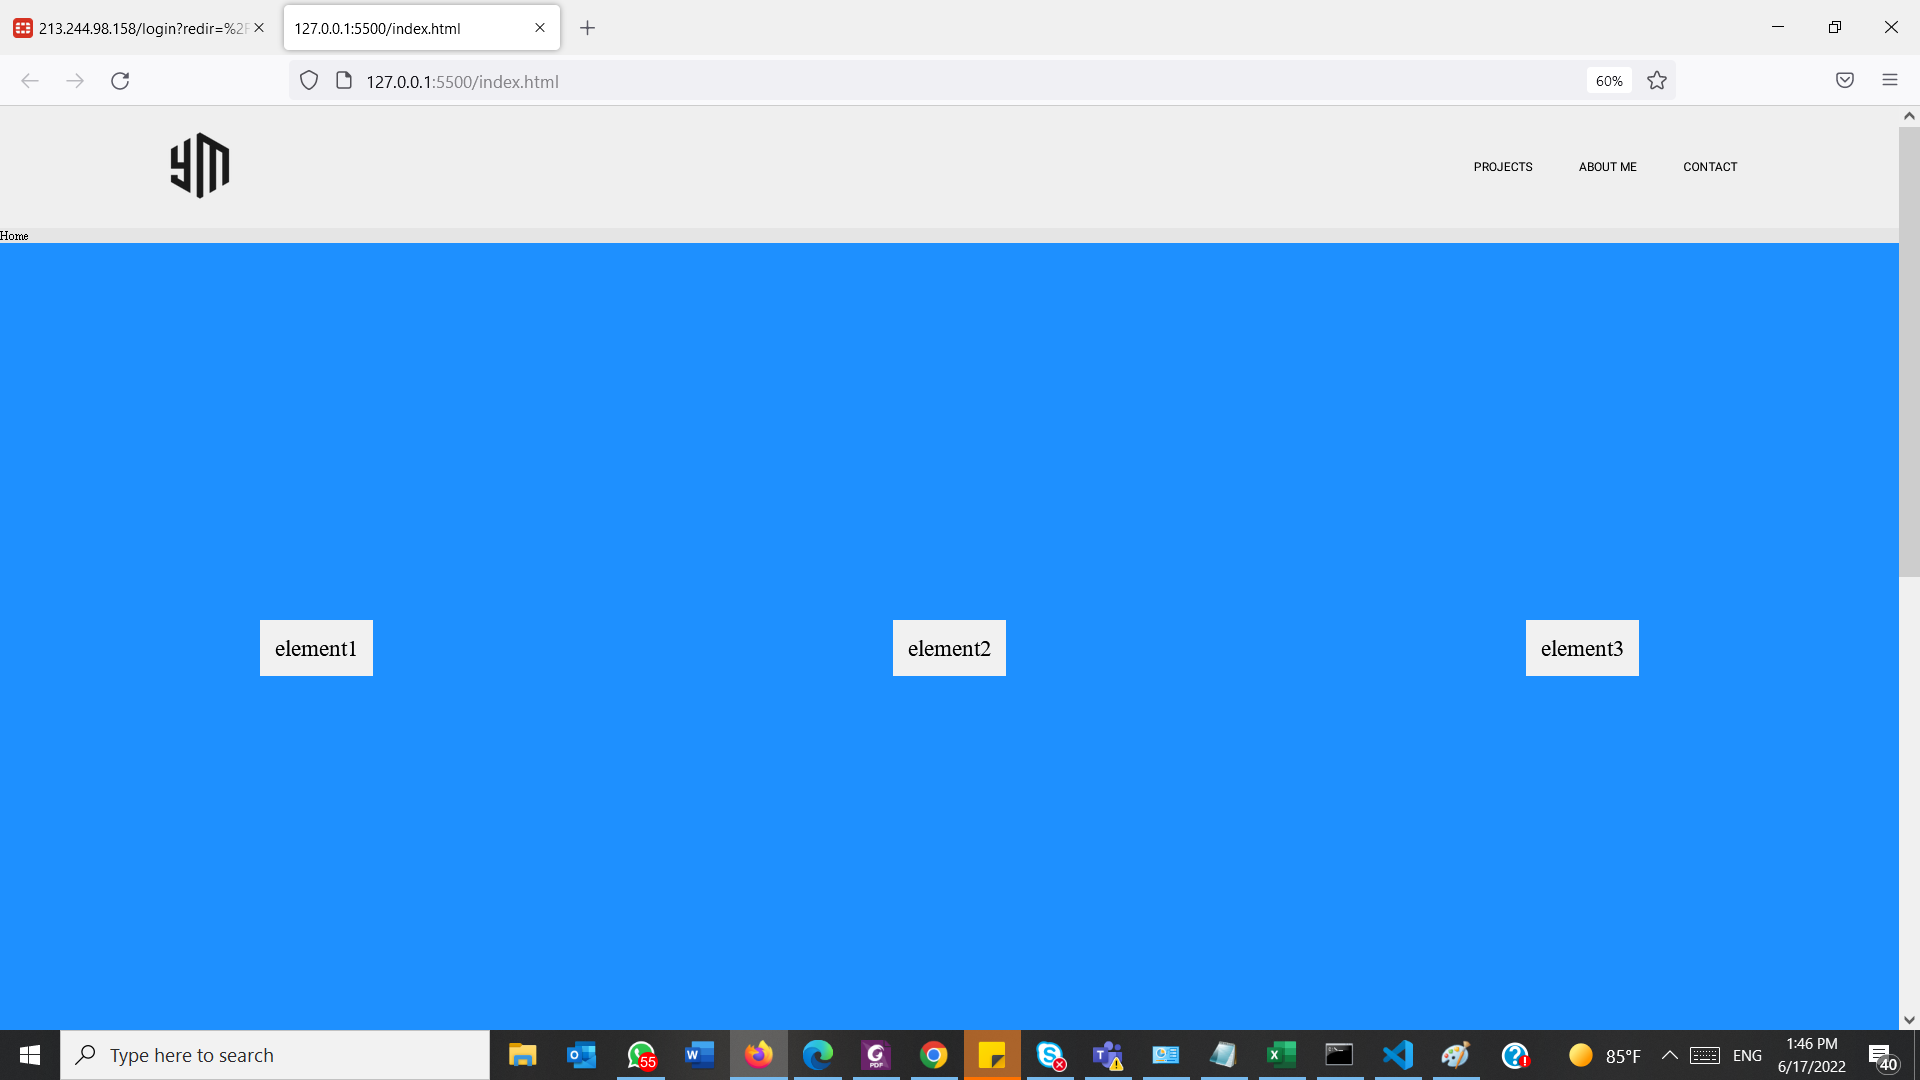 213.244.98.158/login?redir=%2F
127.0.0.1:5500/index.html
127.0.0.1:5500/index.html
60%
YM
PROJECTS
ABOUT ME
CONTACT
Home
element1
element2
element3
Type here to search
55
W
PDF
85°F
ENG
1:46 PM
6/17/2022
40